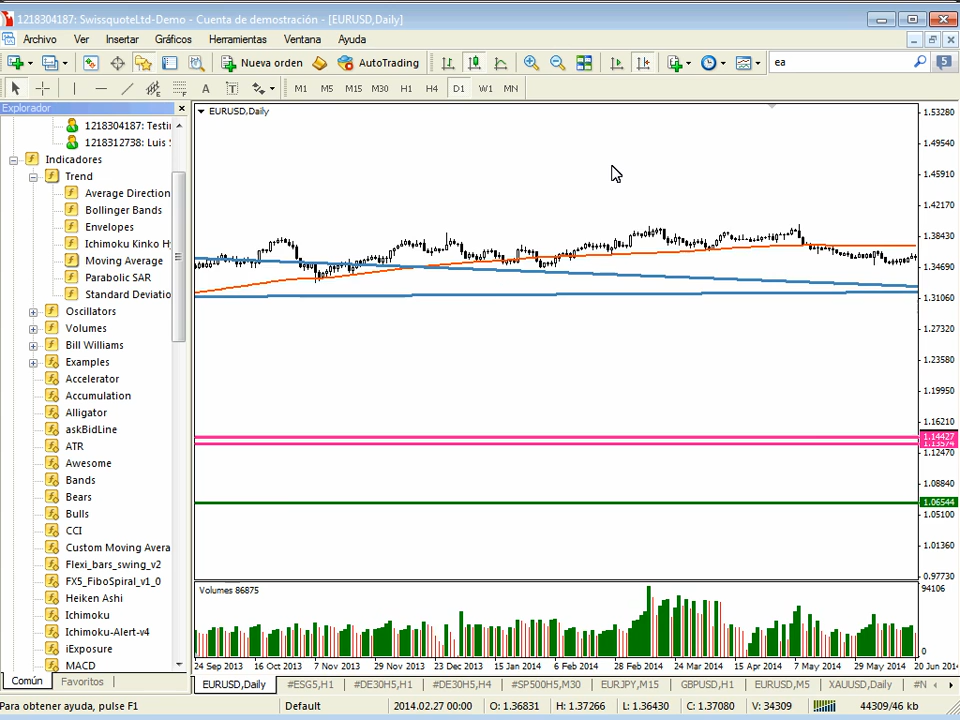 1218304187: SwissquoteLtd-Demo - Cuenta de demostración - [EURUSD,Daily]
Archivo Ver Insertar Gráficos Herramientas Ventana Ayuda
Nueva orden AutoTrading ea 5
A T M1 M5 M15 M30 H1 H4 D1 W1 MN
Explorador
1218304187: Testin
1218312738: Luis S
Indicadores
Trend
Average Direction
Bollinger Bands
Envelopes
Ichimoku Kinko H
Moving Average
Parabolic SAR
Standard Deviatio
Oscillators
Volumes
Bill Williams
Examples
Accelerator
Accumulation
Alligator
askBidLine
ATR
Awesome
Bands
Bears
Bulls
CCI
Custom Moving Avera
Flexi_bars_swing_v2
FX5_FiboSpiral_v1_0
Heiken Ashi
Ichimoku
Ichimoku-Alert-v4
iExposure
MACD
Común Favoritos
EURUSD,Daily
1.53280
1.49540
1.45910
1.42170
1.38430
1.34690
1.31060
1.27320
1.23580
1.19950
1.16210
1.14427
1.12470
1.08840
1.06544
1.05100
1.01360
0.97730
Volumes 86875
94106
0
24 Sep 2013 16 Oct 2013 7 Nov 2013 29 Nov 2013 23 Dec 2013 15 Jan 2014 6 Feb 2014 28 Feb 2014 24 Mar 2014 15 Apr 2014 7 May 2014 29 May 2014 20 Jun 2014
EURUSD,Daily #ESG5,H1 #DE30H5,H1 #DE30H5,H4 #SP500H5,M30 EURJPY,M15 GBPUSD,H1 EURUSD,M5 XAUUSD,Daily #N
Para obtener ayuda, pulse F1 Default 2014.02.27 00:00 O: 1.36831 H: 1.37266 L: 1.36430 C: 1.37080 V: 34309 44309/46 kb